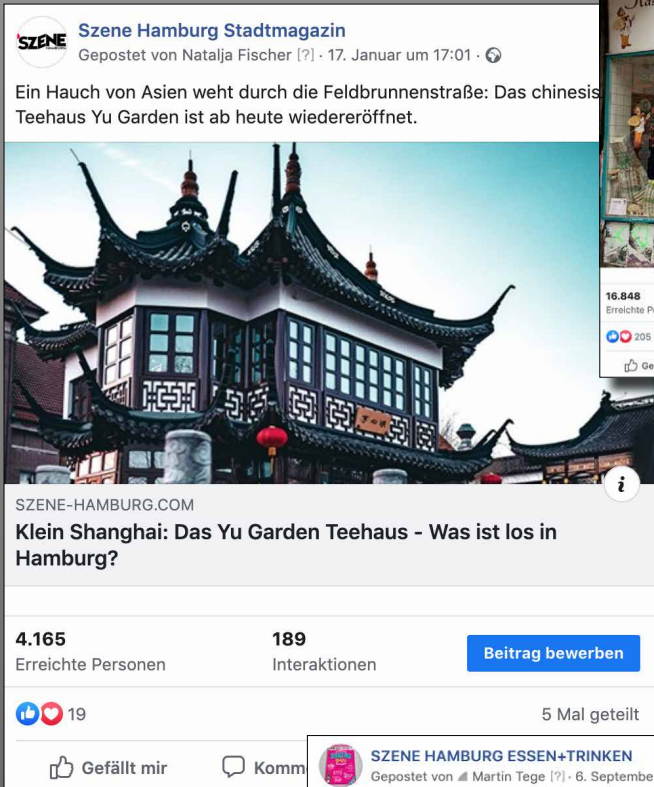 SZENE
HAMBURG
Szene Hamburg Stadtmagazin
Gepostet von Natalja Fischer [?] · 17. Januar um 17:01 ·
Ein Hauch von Asien weht durch die Feldbrunnenstraße: Das chinesis
Teehaus Yu Garden ist ab heute wiedereröffnet.
16.848
Erreichte Pe
205
Ge
i
SZENE-HAMBURG.COM
Klein Shanghai: Das Yu Garden Teehaus - Was ist los in
Hamburg?
4.165
Erreichte Personen
189
Interaktionen
Beitrag bewerben
19
5 Mal geteilt
Gefällt mir
Komm
SZENE HAMBURG ESSEN+TRINKEN
Gepostet von Martin Tege [?] · 6. Septembe